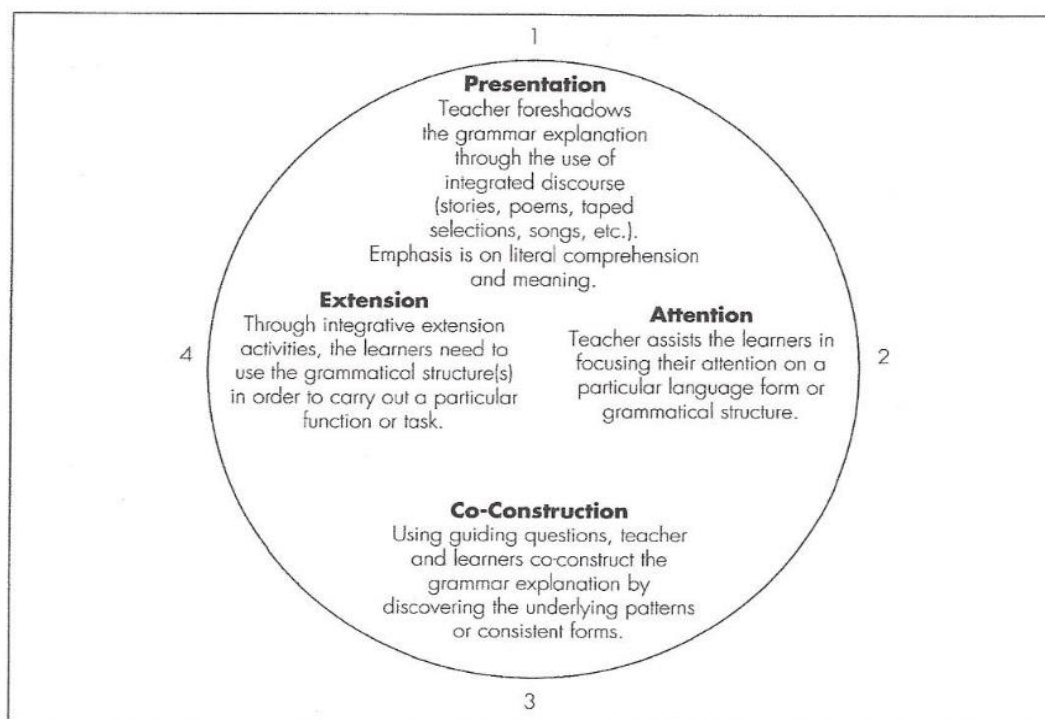 1
Presentation
Teacher foreshadows
the grammar explanation
through the use of
integrated discourse
(stories, poems, taped
selections, songs, etc.).
Emphasis is on literal comprehension
and meaning.
Attention
Teacher assists the learners in
focusing their attention on a
particular language form or
grammatical structure.
2
Co-Construction
Using guiding questions, teacher
and learners co-construct the
grammar explanation by
discovering the underlying patterns
or consistent forms.
3
Extension
Through integrative extension
activities, the learners need to
use the grammatical structure(s)
in order to carry out a particular
function or task.
4